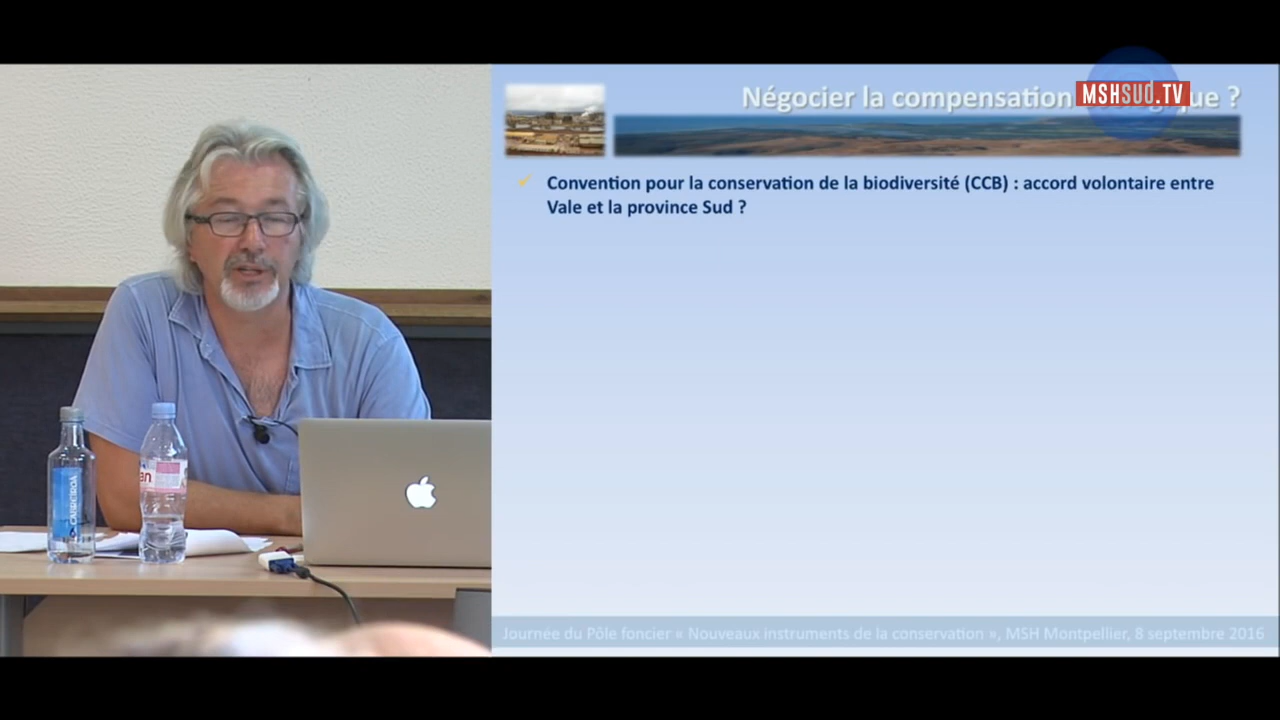 Négocier la compensation
MSHSUD.TV
ue ?
✓ Convention pour la conservation de la biodiversité (CCB) : accord volontaire entre
Vale et la province Sud ?
CABREIROÁ
Journée du Pôle foncier « Nouveaux instruments de la conservation », MSH Montpellier, 8 septembre 2016